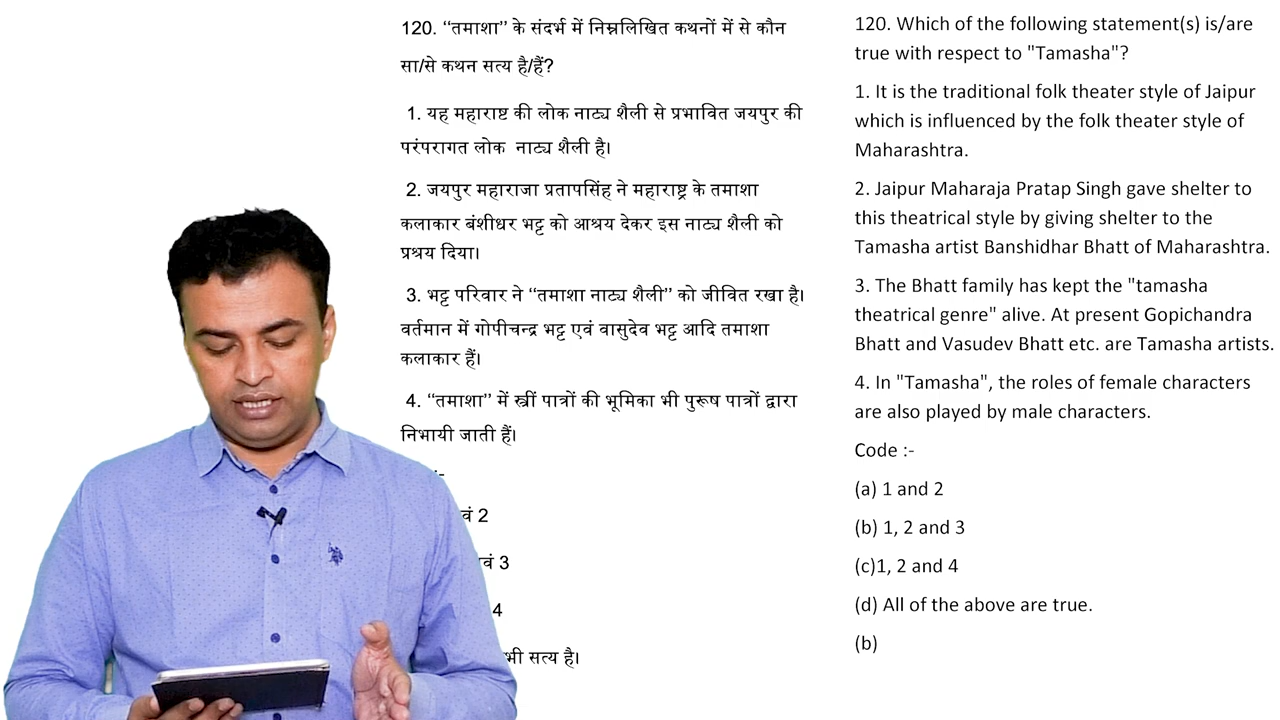 120. “तमाशा” के संदर्भ में निम्नलिखित कथनों में से कौन
सा/से कथन सत्य है/हैं?
1. यह महाराष्ट की लोक नाट्य शैली से प्रभावित जयपुर की
परंपरागत लोक नाट्य शैली है।
2. जयपुर महाराजा प्रतापसिंह ने महाराष्ट्र के तमाशा
कलाकार बंशीधर भट्ट को आश्रय देकर इस नाट्य शैली को
प्रश्रय दिया।
3. भट्ट परिवार ने “तमाशा नाट्य शैली” को जीवित रखा है।
वर्तमान में गोपीचन्द्र भट्ट एवं वासुदेव भट्ट आदि तमाशा
कलाकार हैं।
4. “तमाशा” में स्त्रीं पात्रों की भूमिका भी पुरूष पात्रों द्वारा
निभायी जाती हैं।
2
3
4
सत्य है।
120. Which of the following statement(s) is/are
true with respect to "Tamasha"?
1. It is the traditional folk theater style of Jaipur
which is influenced by the folk theater style of
Maharashtra.
2. Jaipur Maharaja Pratap Singh gave shelter to
this theatrical style by giving shelter to the
Tamasha artist Banshidhar Bhatt of Maharashtra.
3. The Bhatt family has kept the "tamasha
theatrical genre" alive. At present Gopichandra
Bhatt and Vasudev Bhatt etc. are Tamasha artists.
4. In "Tamasha", the roles of female characters
are also played by male characters.
Code :-
(a) 1 and 2
(b) 1, 2 and 3
(c)1, 2 and 4
(d) All of the above are true.
(b)